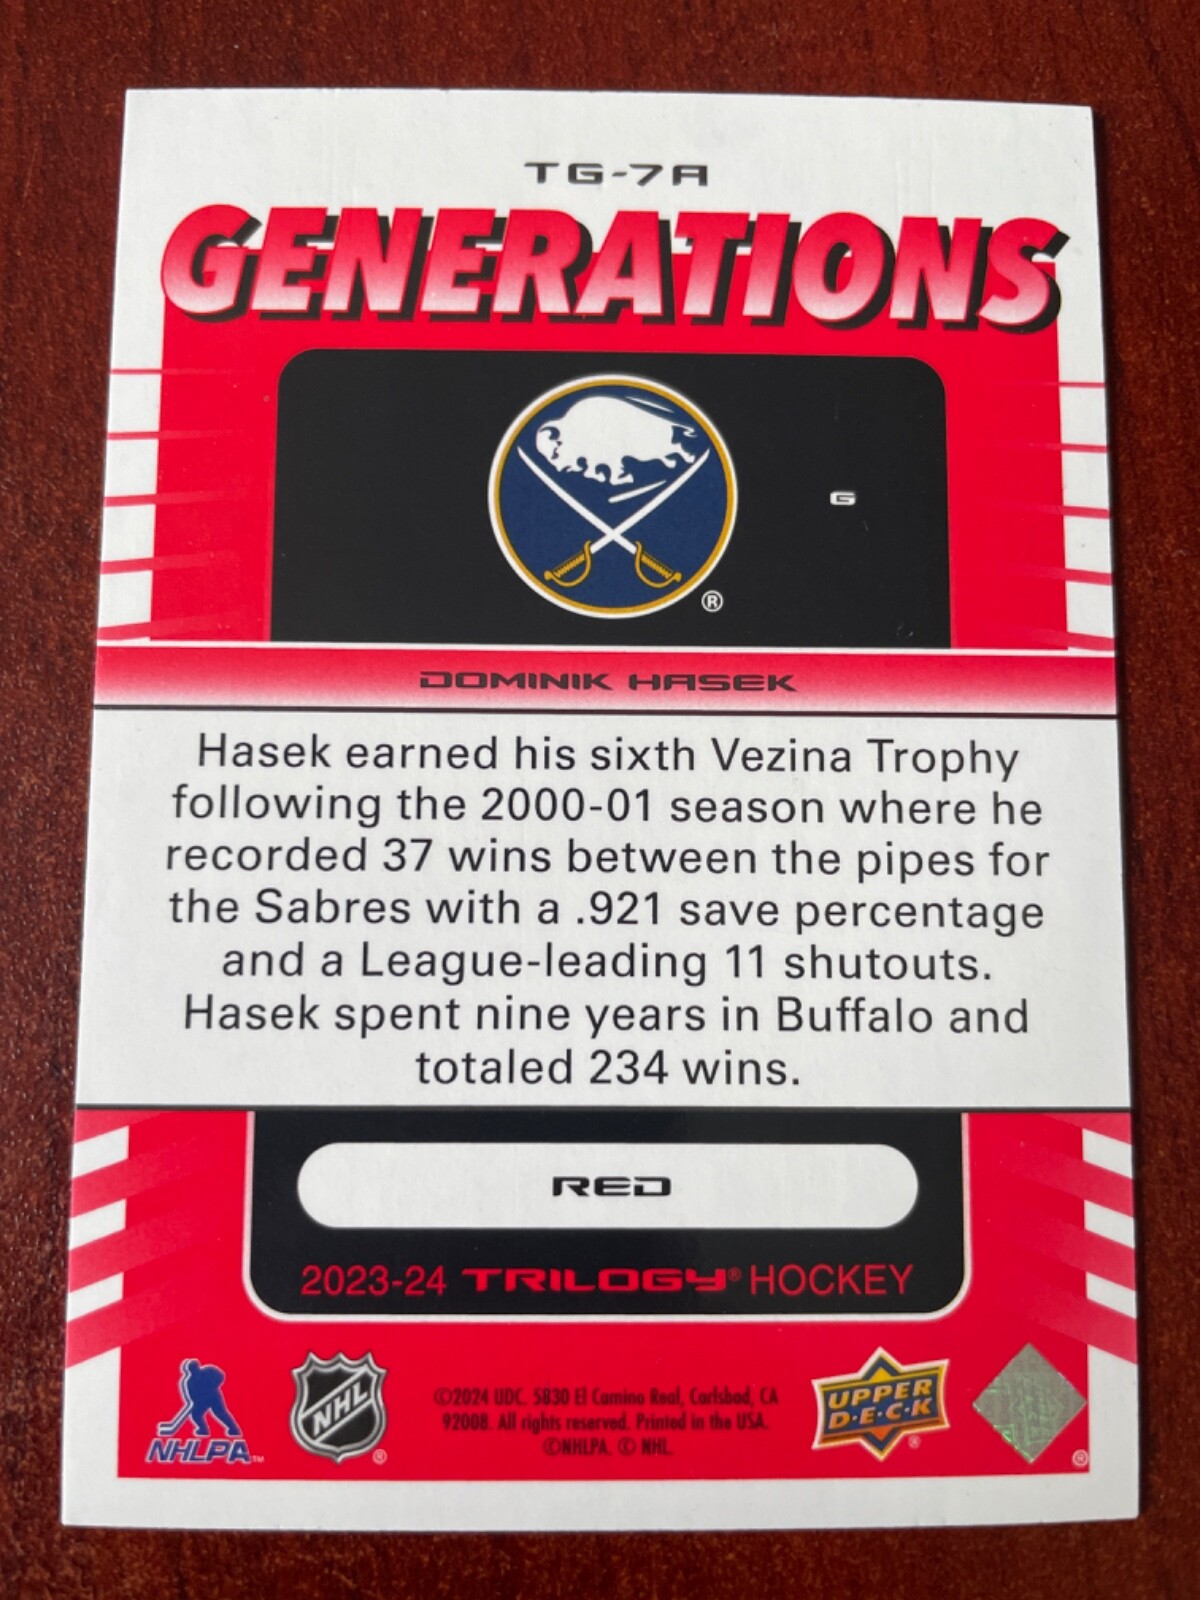 TG-7A
GENERATIONS
G
®
DOMINIK HASEK
Hasek earned his sixth Vezina Trophy
following the 2000-01 season where he
recorded 37 wins between the pipes for
the Sabres with a .921 save percentage
and a League-leading 11 shutouts.
Hasek spent nine years in Buffalo and
totaled 234 wins.
RED
2023-24 TRILOGY® HOCKEY
NHLPA™
NHL
®
©2024 UDC. 5830 El Camino Real, Carlsbad, CA
92008. All rights reserved. Printed in the USA.
©NHLPA. © NHL.
UPPER
D·E·C·K
®
®